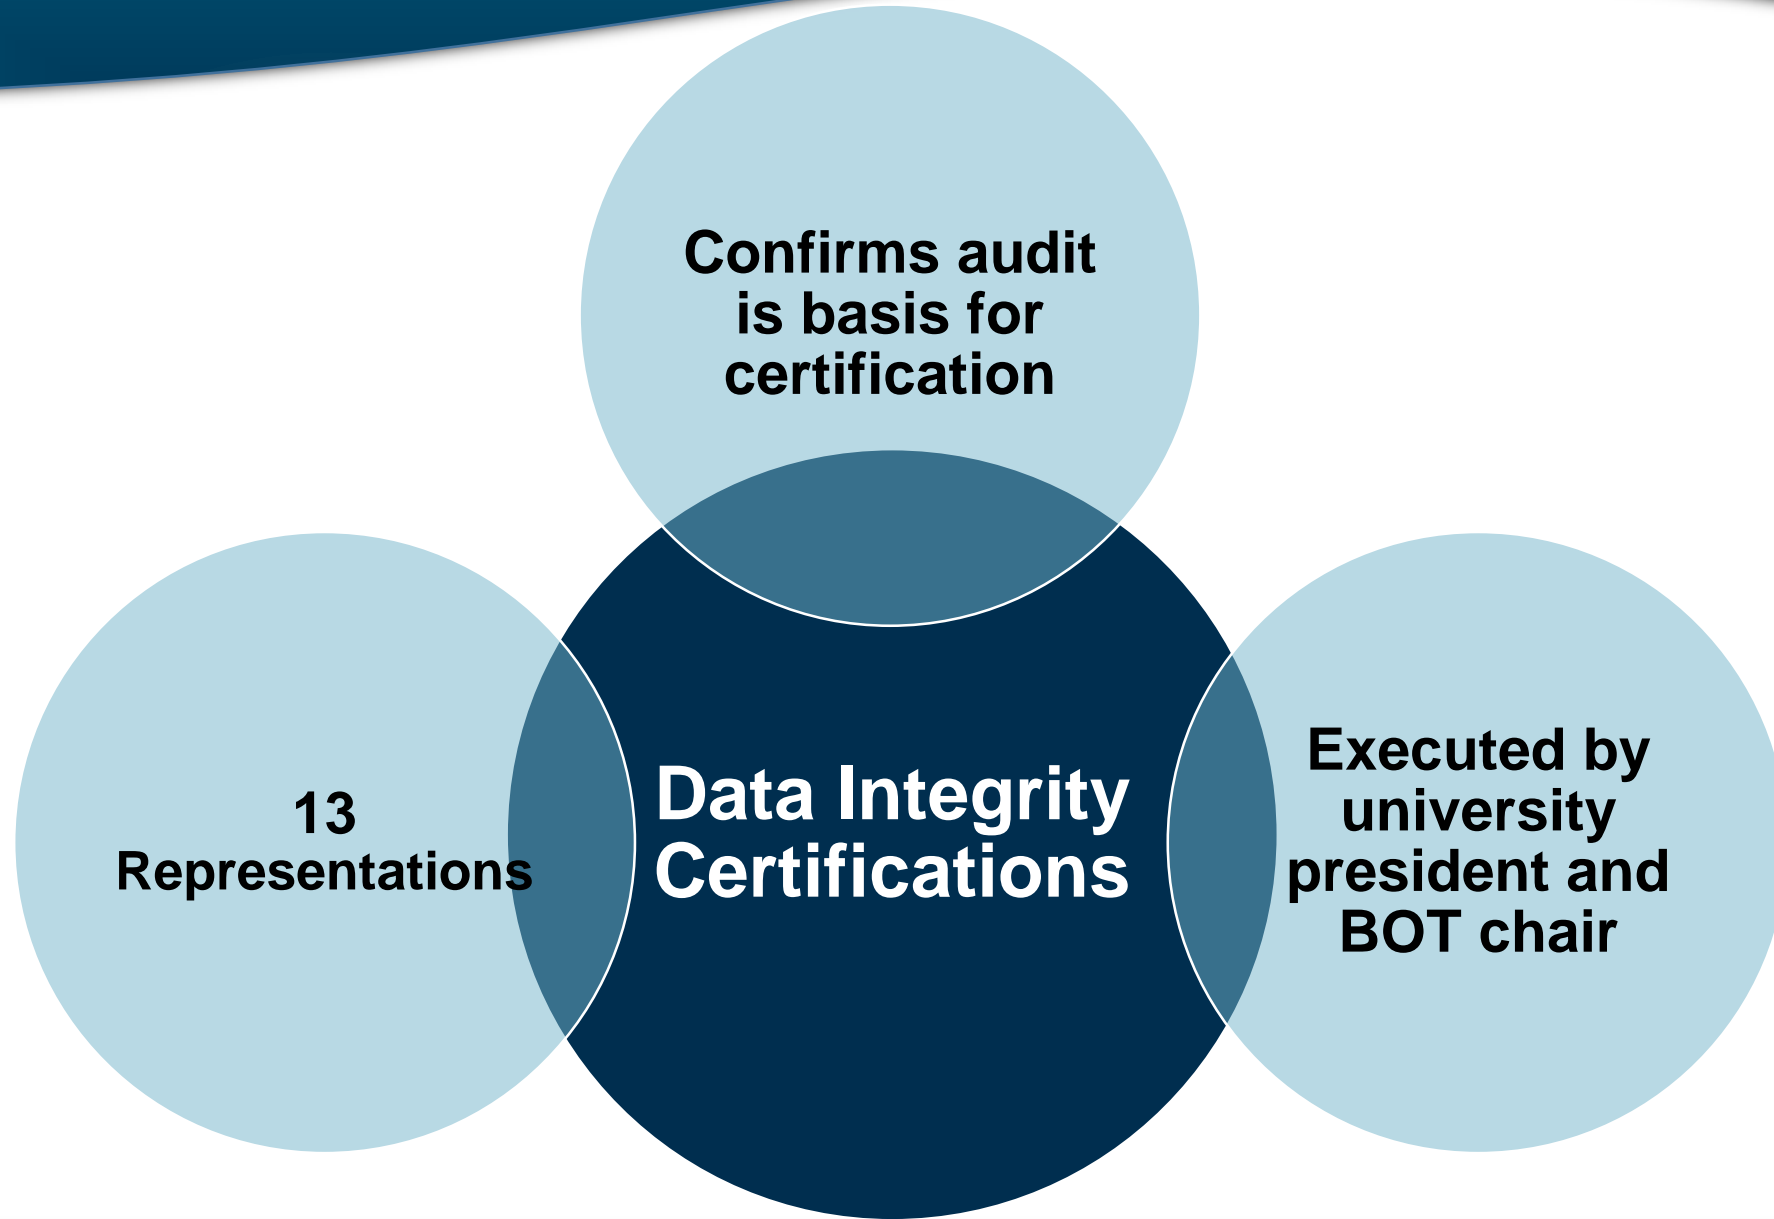 Confirms audit
is basis for
certification
13
Representations
Data Integrity
Certifications
Executed by
university
president and
BOT chair